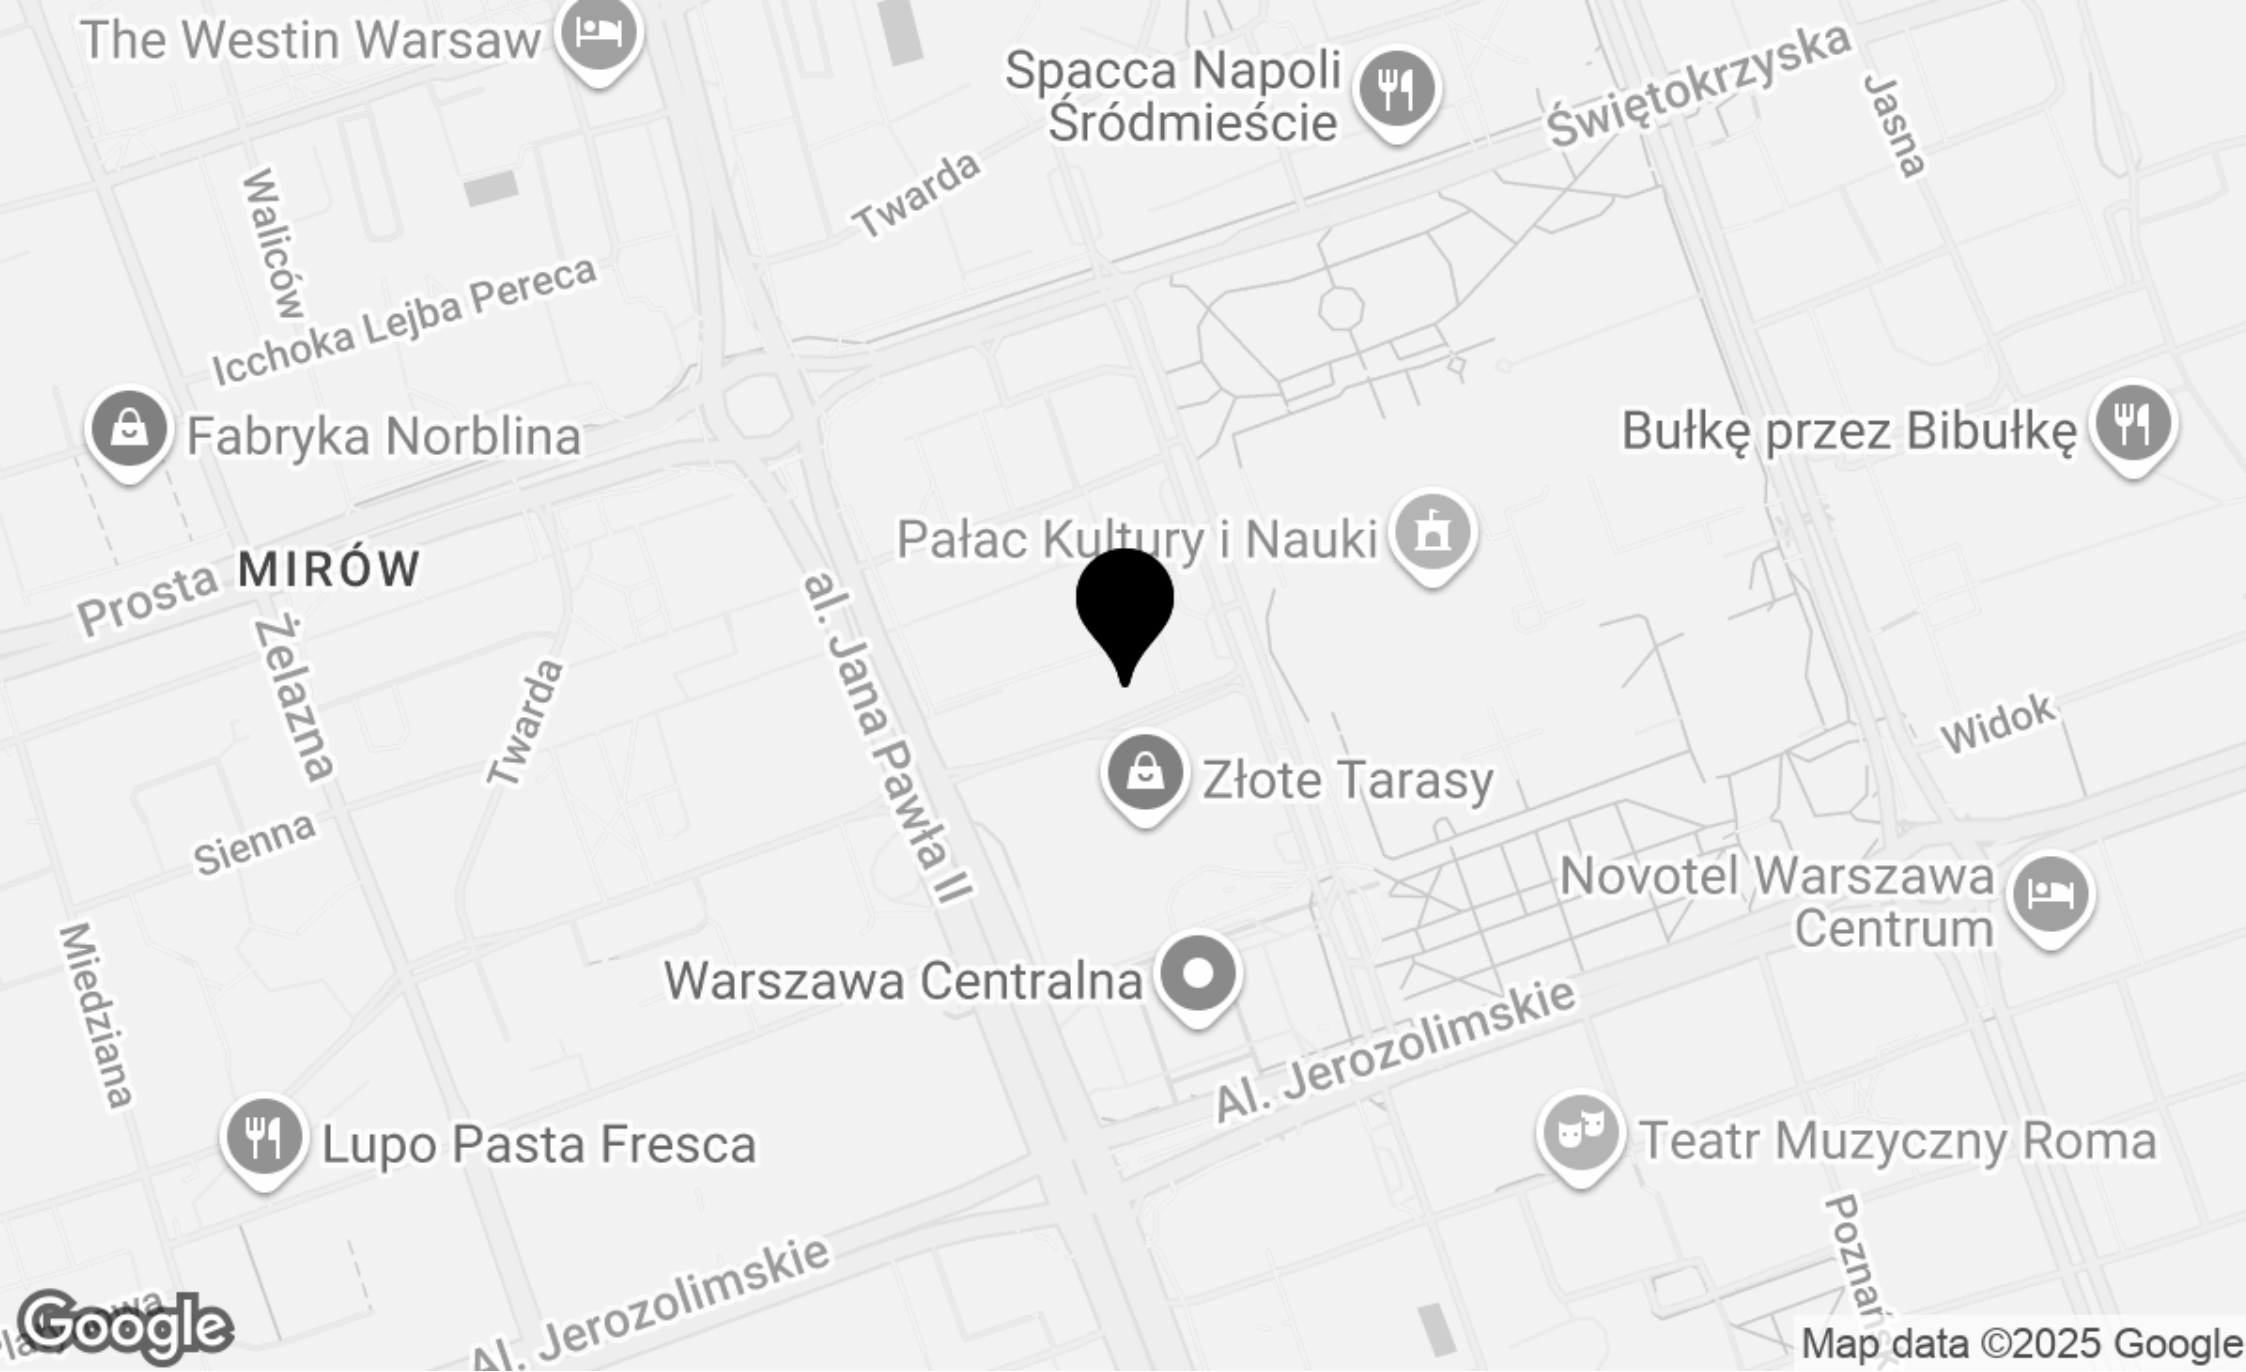 The Westin Warsaw
Spacca Napoli
Śródmieście
Świętokrzyska
Jasna
Twarda
Waliców
Icchoka Lejba Pereca
Fabryka Norblina
Bułkę przez Bibułkę
Pałac Kultury i Nauki
MIRÓW
Prosta
Żelazna
al. Jana Pawła II
Twarda
Widok
Złote Tarasy
Sienna
Novotel Warszawa
Centrum
Miedziana
Warszawa Centralna
Al. Jerozolimskie
Lupo Pasta Fresca
Teatr Muzyczny Roma
Al. Jerozolimskie
Google
Map data ©2025 Google